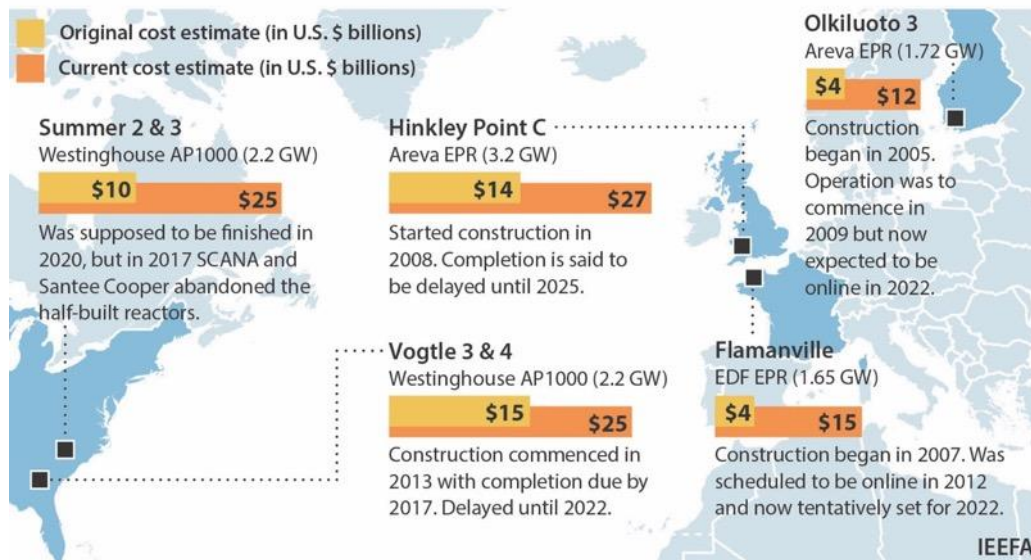 Original cost estimate (in U.S. $ billions)
Current cost estimate (in U.S. $ billions)
Summer 2 & 3
Westinghouse AP1000 (2.2 GW)
$10
$25
Was supposed to be finished in
2020, but in 2017 SCANA and
Santee Cooper abandoned the
half-built reactors.
Hinkley Point C
Areva EPR (3.2 GW)
$14
$27
Started construction in
2008. Completion is said to
be delayed until 2025.
Olkiluoto 3
Areva EPR (1.72 GW)
$4
$12
Construction
began in 2005.
Operation was to
commence in
2009 but now
expected to be
online in 2022.
Vogtle 3 & 4
Westinghouse AP1000 (2.2 GW)
$15
$25
Construction commenced in
2013 with completion due by
2017. Delayed until 2022.
Flamanville
EDF EPR (1.65 GW)
$4
$15
Construction began in 2007. Was
scheduled to be online in 2012
and now tentatively set for 2022.
IEEFA